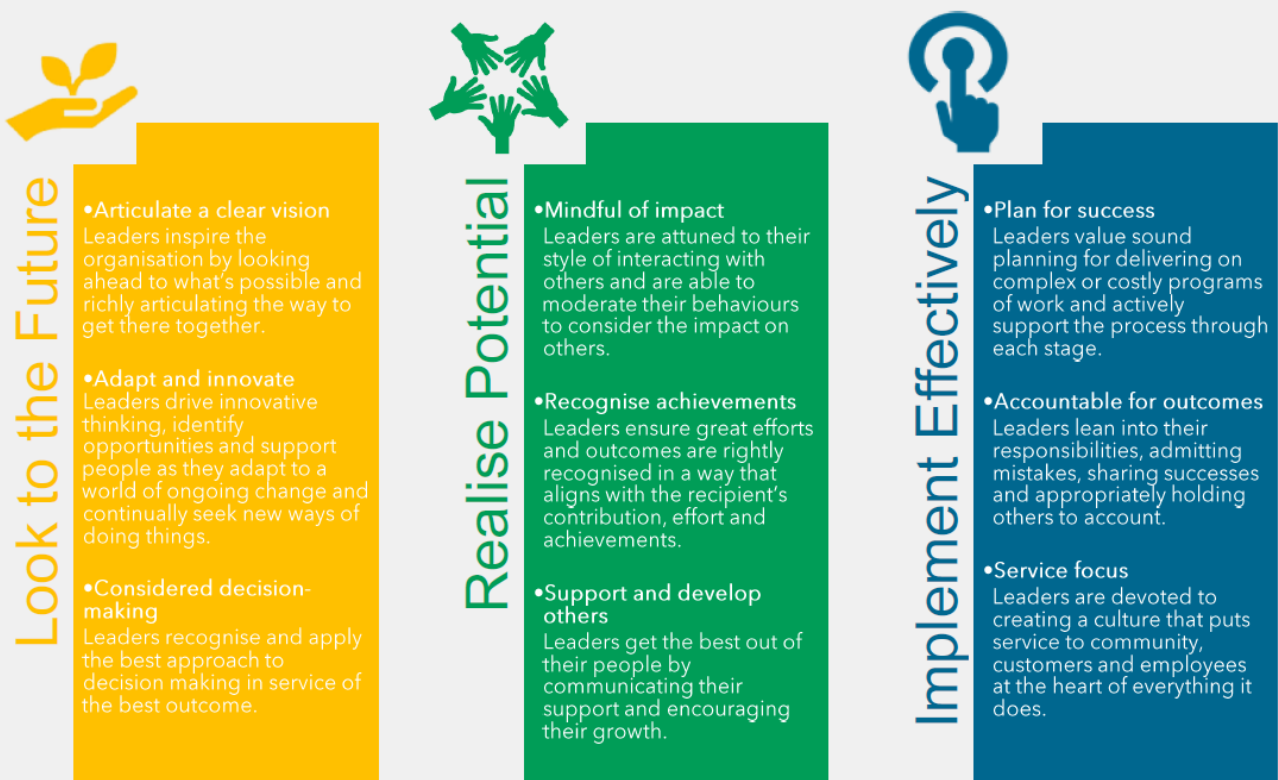 Look to the Future
•Articulate a clear vision
Leaders inspire the
organisation by looking
ahead to what's possible and
richly articulating the way to
get there together.
•Adapt and innovate
Leaders drive innovative
thinking, identify
opportunities and support
people as they adapt to a
world of ongoing change and
continually seek new ways of
doing things.
•Considered decision-
making
Leaders recognise and apply
the best approach to
decision making in service of
the best outcome.
Realise Potential
•Mindful of impact
Leaders are attuned to their
style of interacting with
others and are able to
moderate their behaviours
to consider the impact on
others.
•Recognise achievements
Leaders ensure great efforts
and outcomes are rightly
recognised in a way that
aligns with the recipient's
contribution, effort and
achievements.
•Support and develop
others
Leaders get the best out of
their people by
communicating their
support and encouraging
their growth.
Implement Effectively
•Plan for success
Leaders value sound
planning for delivering on
complex or costly programs
of work and actively
support the process through
each stage.
•Accountable for outcomes
Leaders lean into their
responsibilities, admitting
mistakes, sharing successes
and appropriately holding
others to account.
•Service focus
Leaders are devoted to
creating a culture that puts
service to community,
customers and employees
at the heart of everything it
does.